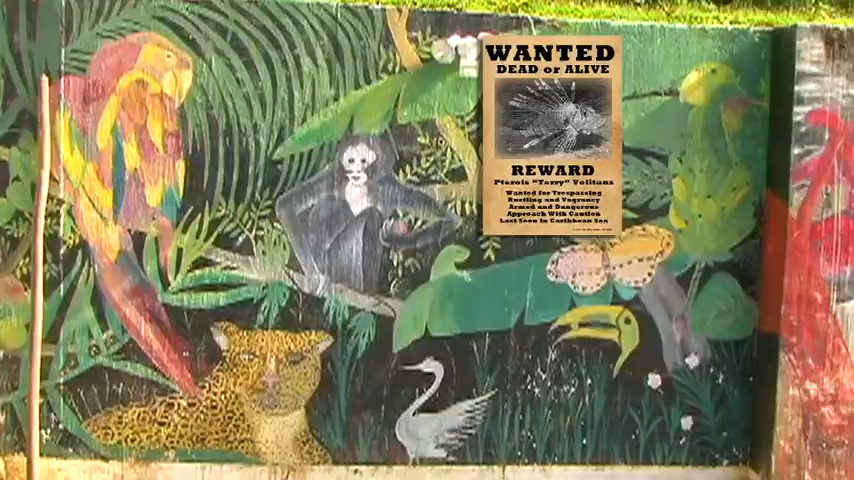 WANTED
DEAD or ALIVE
REWARD
Pterois "Terry" Volitans
Wanted for Trespassing
Rustling and Vagrancy
Armed and Dangerous
Approach With Caution
Last Seen in Caribbean Sea